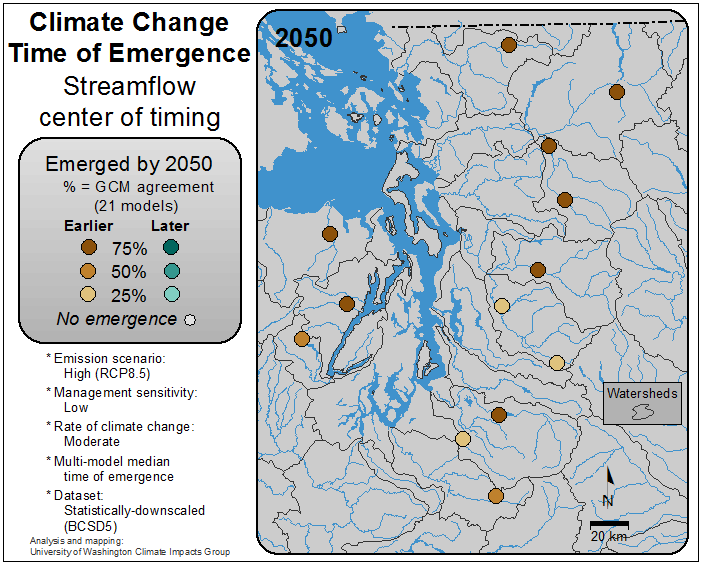 Climate Change
Time of Emergence
Streamflow
center of timing
Emerged by 2050
% = GCM agreement
(21 models)
Earlier Later
75%
50%
25%
No emergence
* Emission scenario:
High (RCP8.5)
* Management sensitivity:
Low
* Rate of climate change:
Moderate
* Multi-model median
time of emergence
* Dataset:
Statistically-downscaled
(BCSD5)
Analysis and mapping:
University of Washington Climate Impacts Group
2050
Watersheds
N
20 km